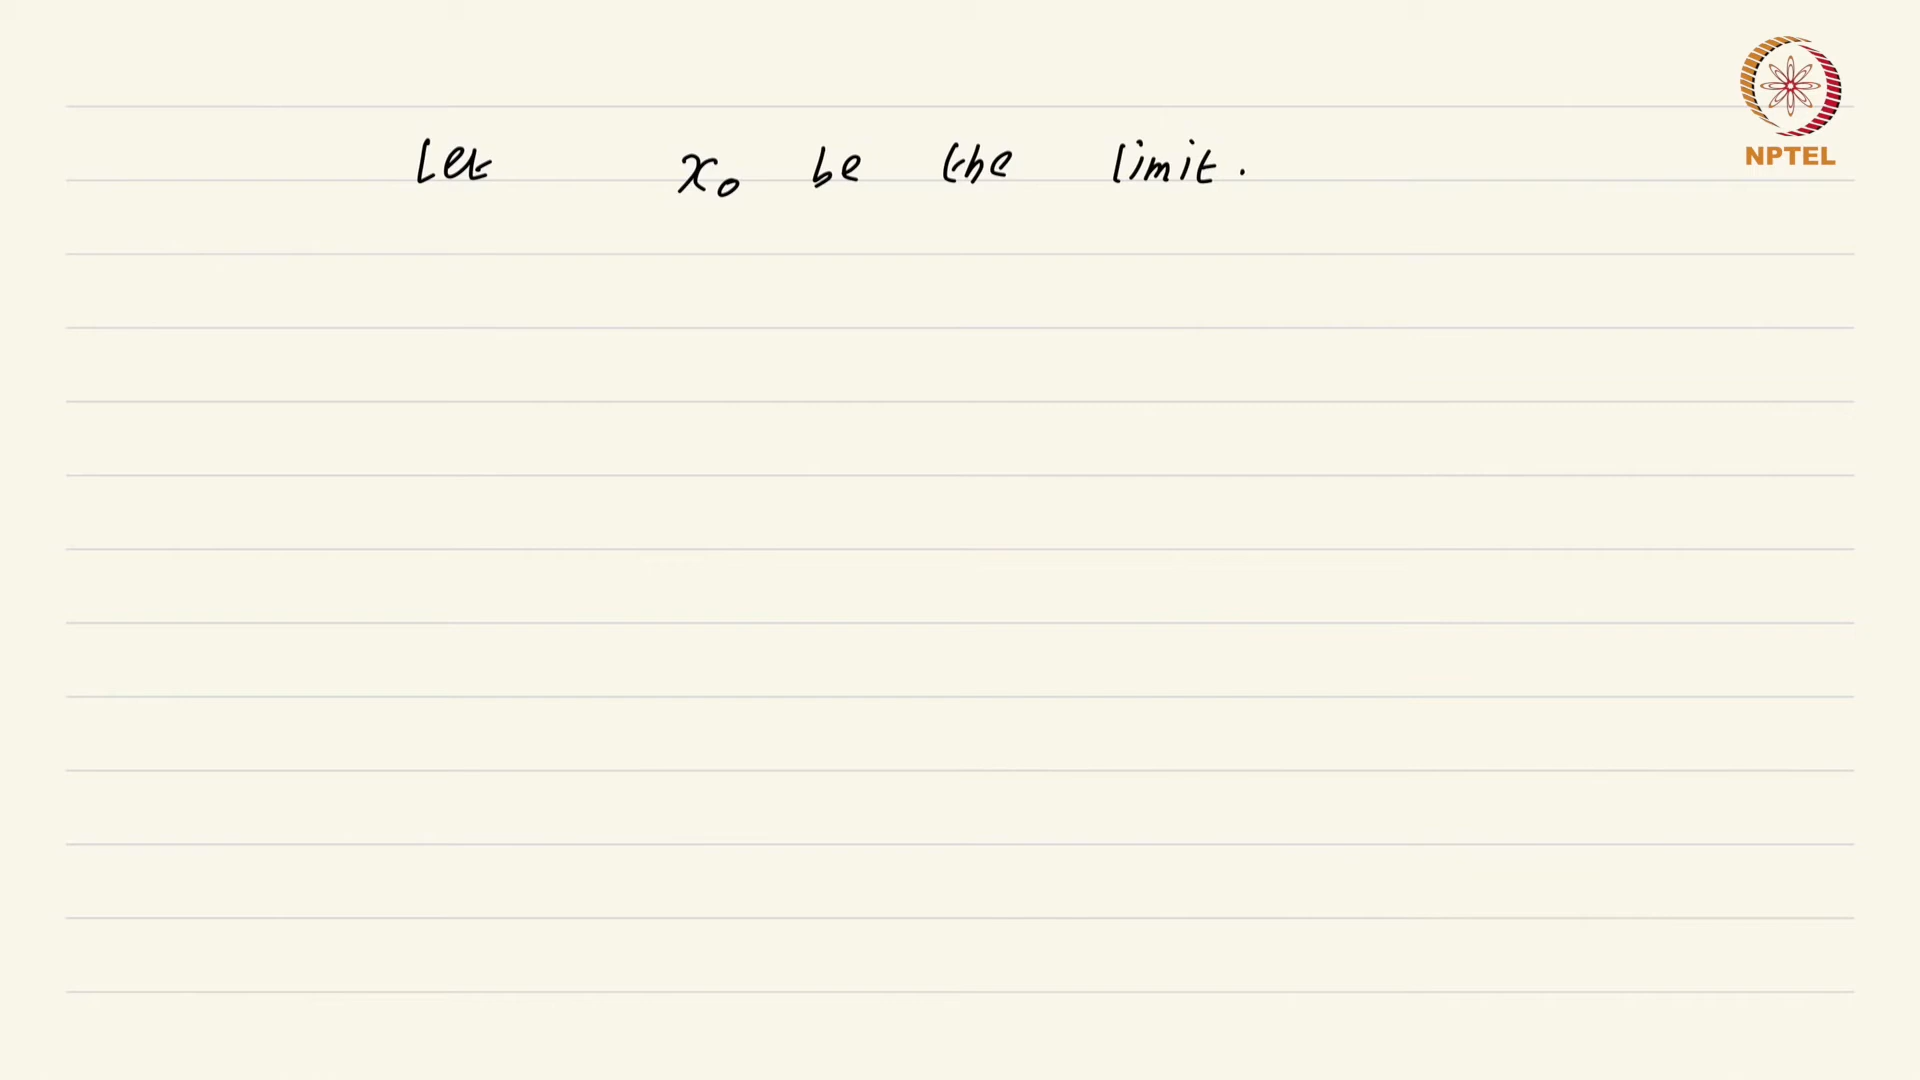 Let x₀ be the limit.
NPTEL